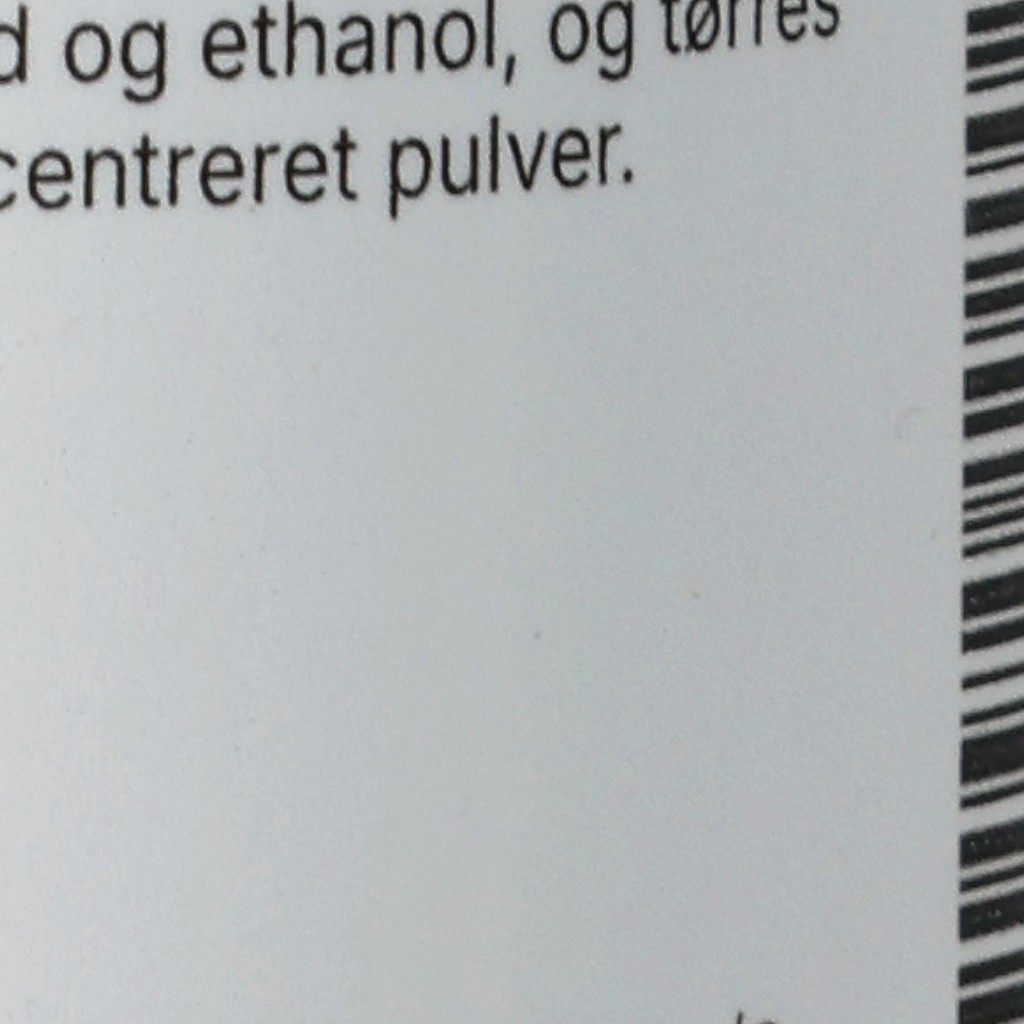 d og ethanol, og tørres
centreret pulver.